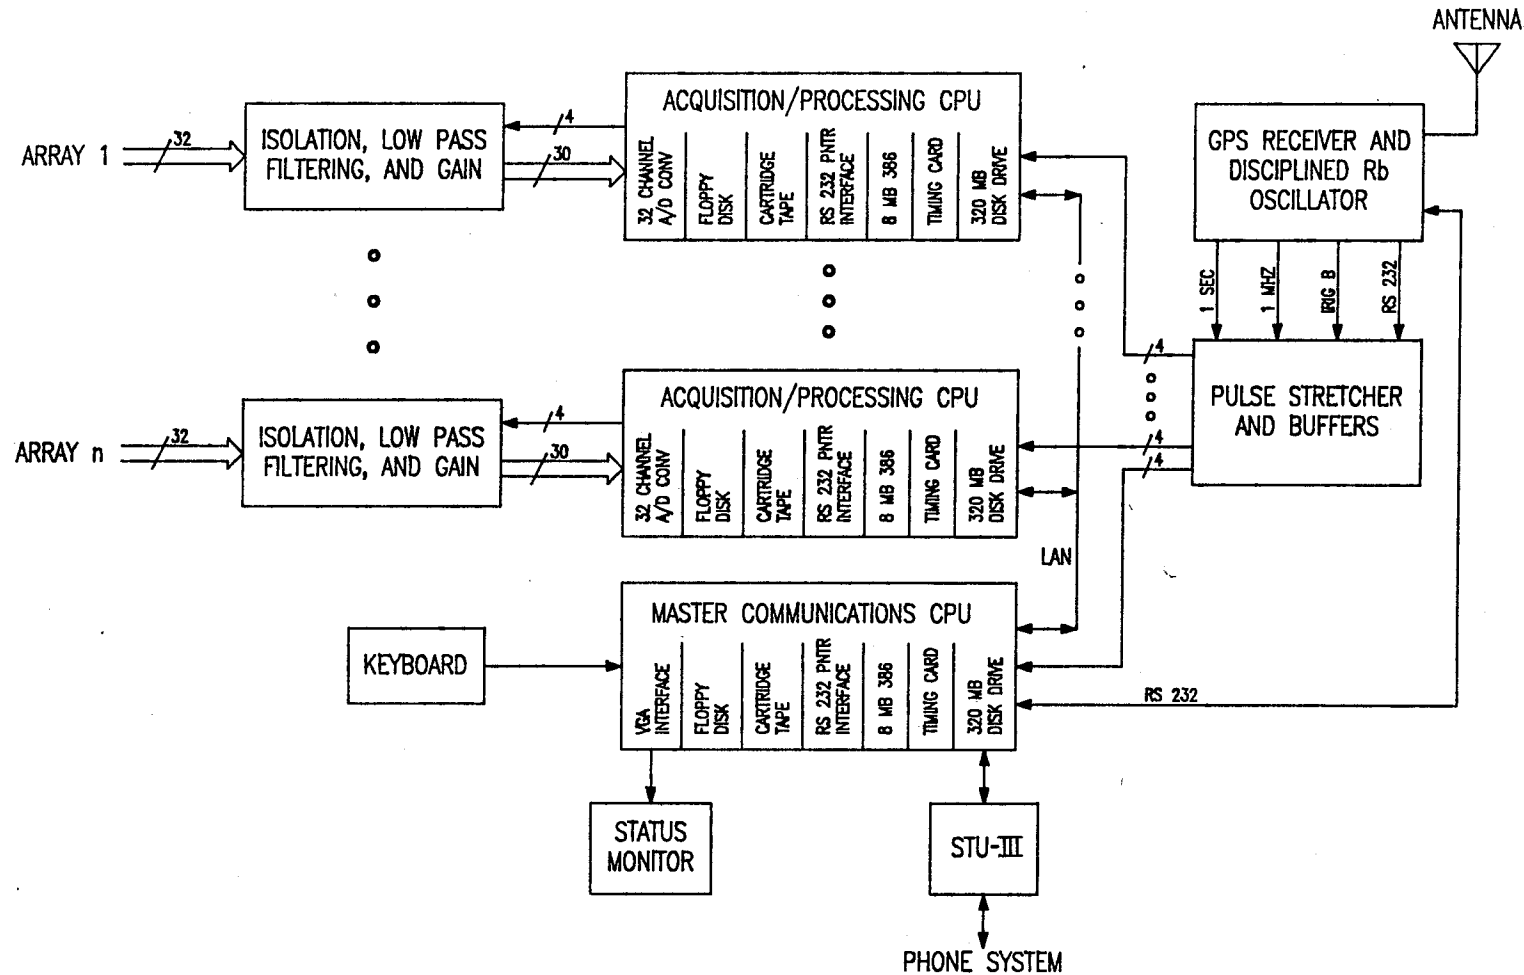 ANTENNA
ACQUISITION/PROCESSING CPU
32 CHANNEL
A/D CONV
FLOPPY
DISK
CARTRIDGE
TAPE
RS 232 PNTR
INTERFACE
8 MB 386
TIMING CARD
320 MB
DISK DRIVE
ARRAY 1
32
ISOLATION, LOW PASS
FILTERING, AND GAIN
4
30
GPS RECEIVER AND
DISCIPLINED Rb
OSCILLATOR
1 SEC
1 MHZ
IRIG B
RS 232
4
4
4
PULSE STRETCHER
AND BUFFERS
ACQUISITION/PROCESSING CPU
32 CHANNEL
A/D CONV
FLOPPY
DISK
CARTRIDGE
TAPE
RS 232 PNTR
INTERFACE
8 MB 386
TIMING CARD
320 MB
DISK DRIVE
ARRAY n
32
ISOLATION, LOW PASS
FILTERING, AND GAIN
4
30
LAN
MASTER COMMUNICATIONS CPU
VGA
INTERFACE
FLOPPY
DISK
CARTRIDGE
TAPE
RS 232 PNTR
INTERFACE
8 MB 386
TIMING CARD
320 MB
DISK DRIVE
KEYBOARD
RS 232
STATUS
MONITOR
STU-III
PHONE SYSTEM